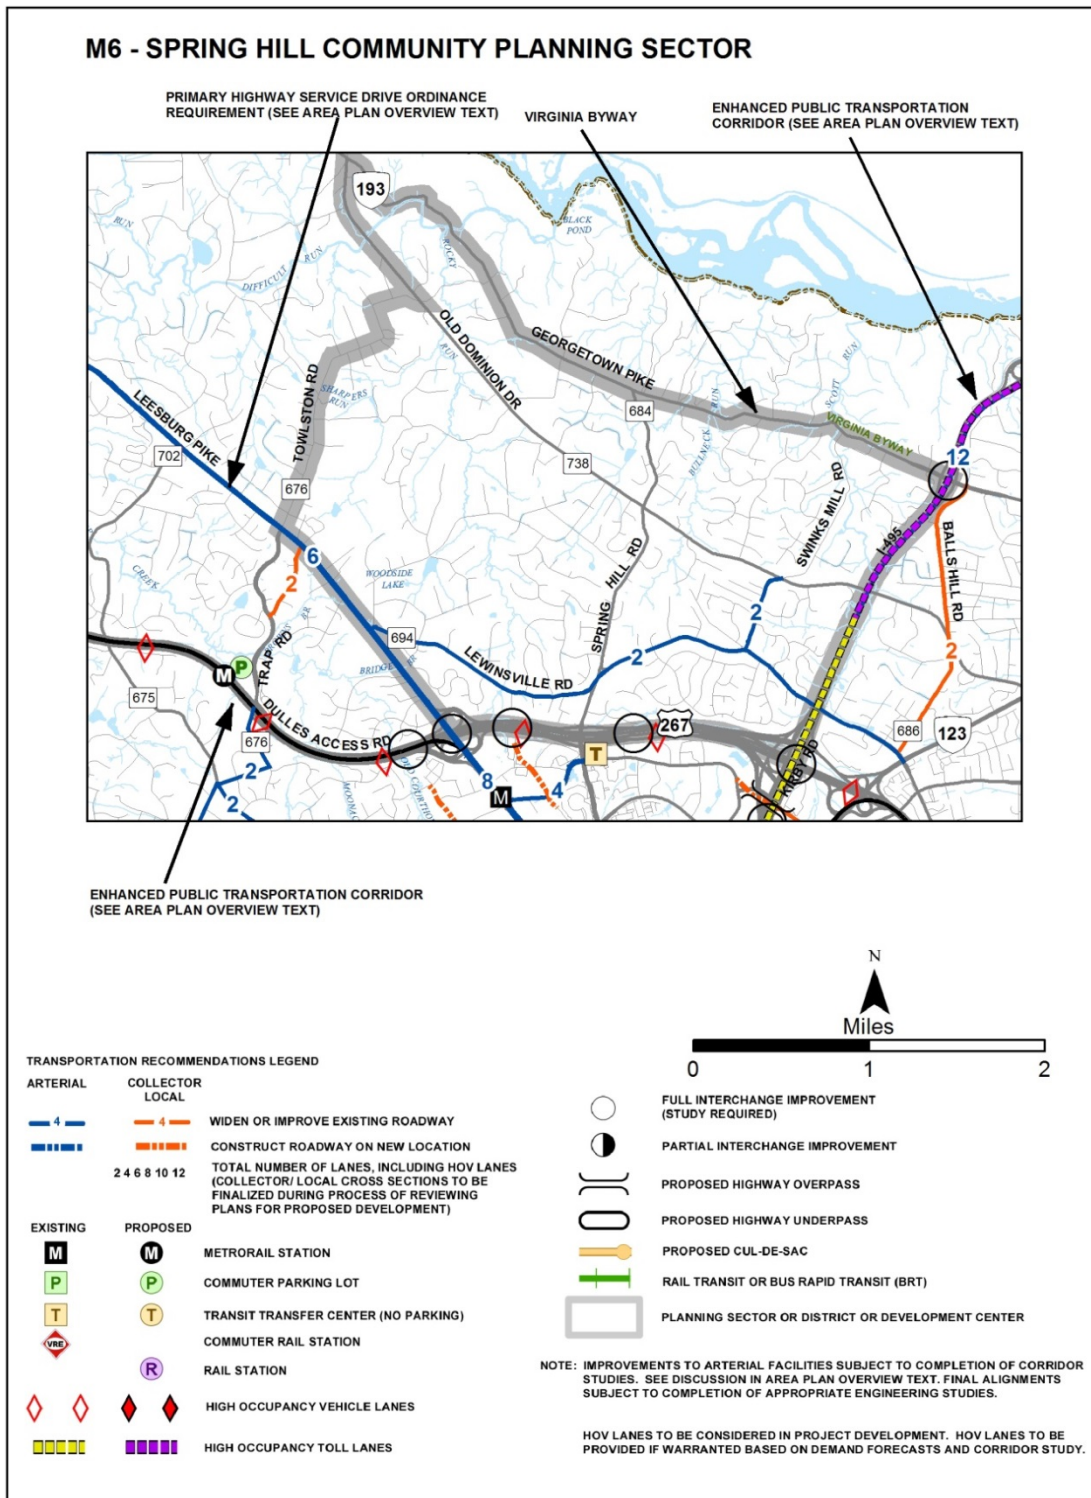 M6 - SPRING HILL COMMUNITY PLANNING SECTOR
PRIMARY HIGHWAY SERVICE DRIVE ORDINANCE
REQUIREMENT (SEE AREA PLAN OVERVIEW TEXT)
VIRGINIA BYWAY
ENHANCED PUBLIC TRANSPORTATION
CORRIDOR (SEE AREA PLAN OVERVIEW TEXT)
193
BLACK
POND
RUN
ROCKY
DIFFICULT
RUN
OLD DOMINION DR
RUN
GEORGETOWN PIKE
TOWLSTON RD
SHARPERS
RUN
LEESBURG PIKE
684
BULLNECK
RUN
SCOTT
RUN
VIRGINIA BYWAY
702
738
12
676
SWINKS MILL RD
I-495
BALLS HILL RD
6
WOODSIDE
LAKE
SPRING
HILL
RD
CREEK
2
2
694
2
2
TRAP RD
BR
BRIDGE
BR
LEWINSVILLE RD
P
M
675
DULLES ACCESS RD
267
686
123
676
T
KIRBY RD
2
2
8
M
4
ENHANCED PUBLIC TRANSPORTATION CORRIDOR
(SEE AREA PLAN OVERVIEW TEXT)
N
Miles
0 1 2
TRANSPORTATION RECOMMENDATIONS LEGEND
ARTERIAL
COLLECTOR
LOCAL
4 4 WIDEN OR IMPROVE EXISTING ROADWAY
CONSTRUCT ROADWAY ON NEW LOCATION
2 4 6 8 10 12 TOTAL NUMBER OF LANES, INCLUDING HOV LANES
(COLLECTOR/ LOCAL CROSS SECTIONS TO BE
FINALIZED DURING PROCESS OF REVIEWING
PLANS FOR PROPOSED DEVELOPMENT)
EXISTING PROPOSED
M M METRORAIL STATION
P P COMMUTER PARKING LOT
T T TRANSIT TRANSFER CENTER (NO PARKING)
VRE COMMUTER RAIL STATION
R RAIL STATION
HIGH OCCUPANCY VEHICLE LANES
HIGH OCCUPANCY TOLL LANES
FULL INTERCHANGE IMPROVEMENT
(STUDY REQUIRED)
PARTIAL INTERCHANGE IMPROVEMENT
PROPOSED HIGHWAY OVERPASS
PROPOSED HIGHWAY UNDERPASS
PROPOSED CUL-DE-SAC
RAIL TRANSIT OR BUS RAPID TRANSIT (BRT)
PLANNING SECTOR OR DISTRICT OR DEVELOPMENT CENTER
NOTE: IMPROVEMENTS TO ARTERIAL FACILITIES SUBJECT TO COMPLETION OF CORRIDOR
STUDIES. SEE DISCUSSION IN AREA PLAN OVERVIEW TEXT. FINAL ALIGNMENTS
SUBJECT TO COMPLETION OF APPROPRIATE ENGINEERING STUDIES.
HOV LANES TO BE CONSIDERED IN PROJECT DEVELOPMENT. HOV LANES TO BE
PROVIDED IF WARRANTED BASED ON DEMAND FORECASTS AND CORRIDOR STUDY.